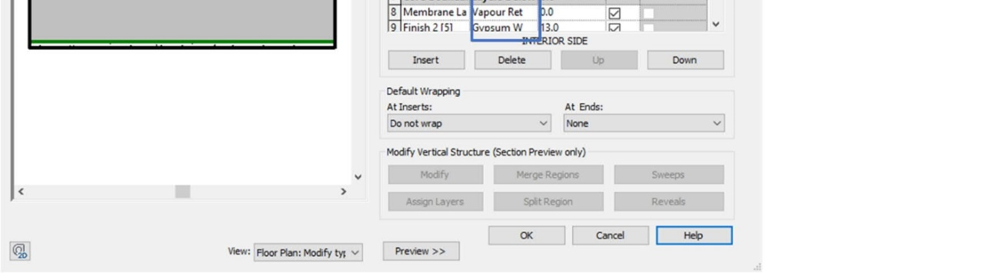 8 Membrane La Vapour Ret 0.0
9 Finish 2 [5] Gypsum W 13.0
INTERIOR SIDE
Insert Delete Up Down
Default Wrapping
At Inserts: At Ends:
Do not wrap None
Modify Vertical Structure (Section Preview only)
Modify Merge Regions Sweeps
Assign Layers Split Region Reveals
OK Cancel Help
2D View: Floor Plan: Modify typ Preview >>